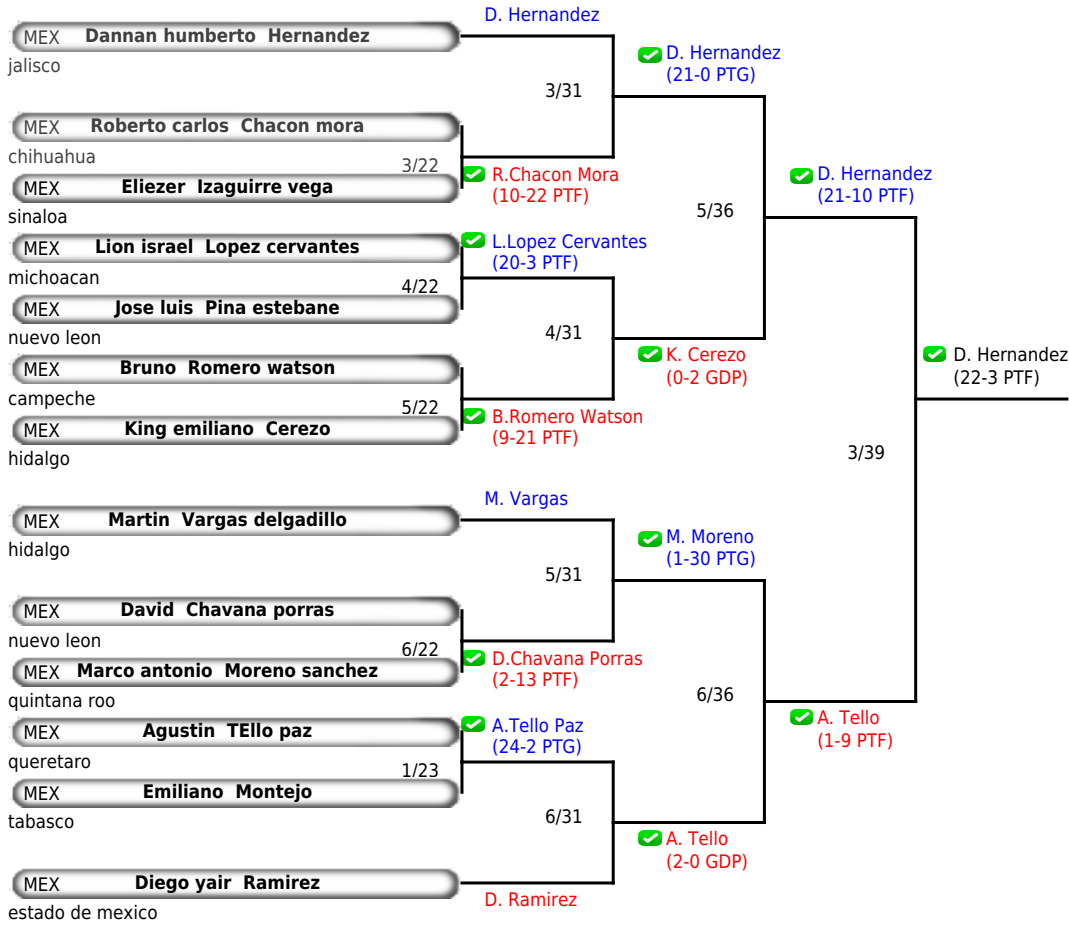 D. Hernandez
MEX Dannan humberto Hernandez
jalisco
D. Hernandez
(21-0 PTG)
3/31
MEX Roberto carlos Chacon mora
chihuahua
3/22
R.Chacon Mora
(10-22 PTF)
MEX Eliezer Izaguirre vega
sinaloa
D. Hernandez
(21-10 PTF)
5/36
MEX Lion israel Lopez cervantes
michoacan
L.Lopez Cervantes
(20-3 PTF)
4/22
MEX Jose luis Pina estebane
nuevo leon
4/31
K. Cerezo
(0-2 GDP)
MEX Bruno Romero watson
campeche
5/22
B.Romero Watson
(9-21 PTF)
MEX King emiliano Cerezo
hidalgo
D. Hernandez
(22-3 PTF)
3/39
M. Vargas
MEX Martin Vargas delgadillo
hidalgo
M. Moreno
(1-30 PTG)
5/31
MEX David Chavana porras
nuevo leon
6/22
D.Chavana Porras
(2-13 PTF)
MEX Marco antonio Moreno sanchez
quintana roo
6/36
A. Tello
(1-9 PTF)
MEX Agustin TEllo paz
queretaro
A.Tello Paz
(24-2 PTG)
1/23
MEX Emiliano Montejo
tabasco
6/31
A. Tello
(2-0 GDP)
MEX Diego yair Ramirez
estado de mexico
D. Ramirez